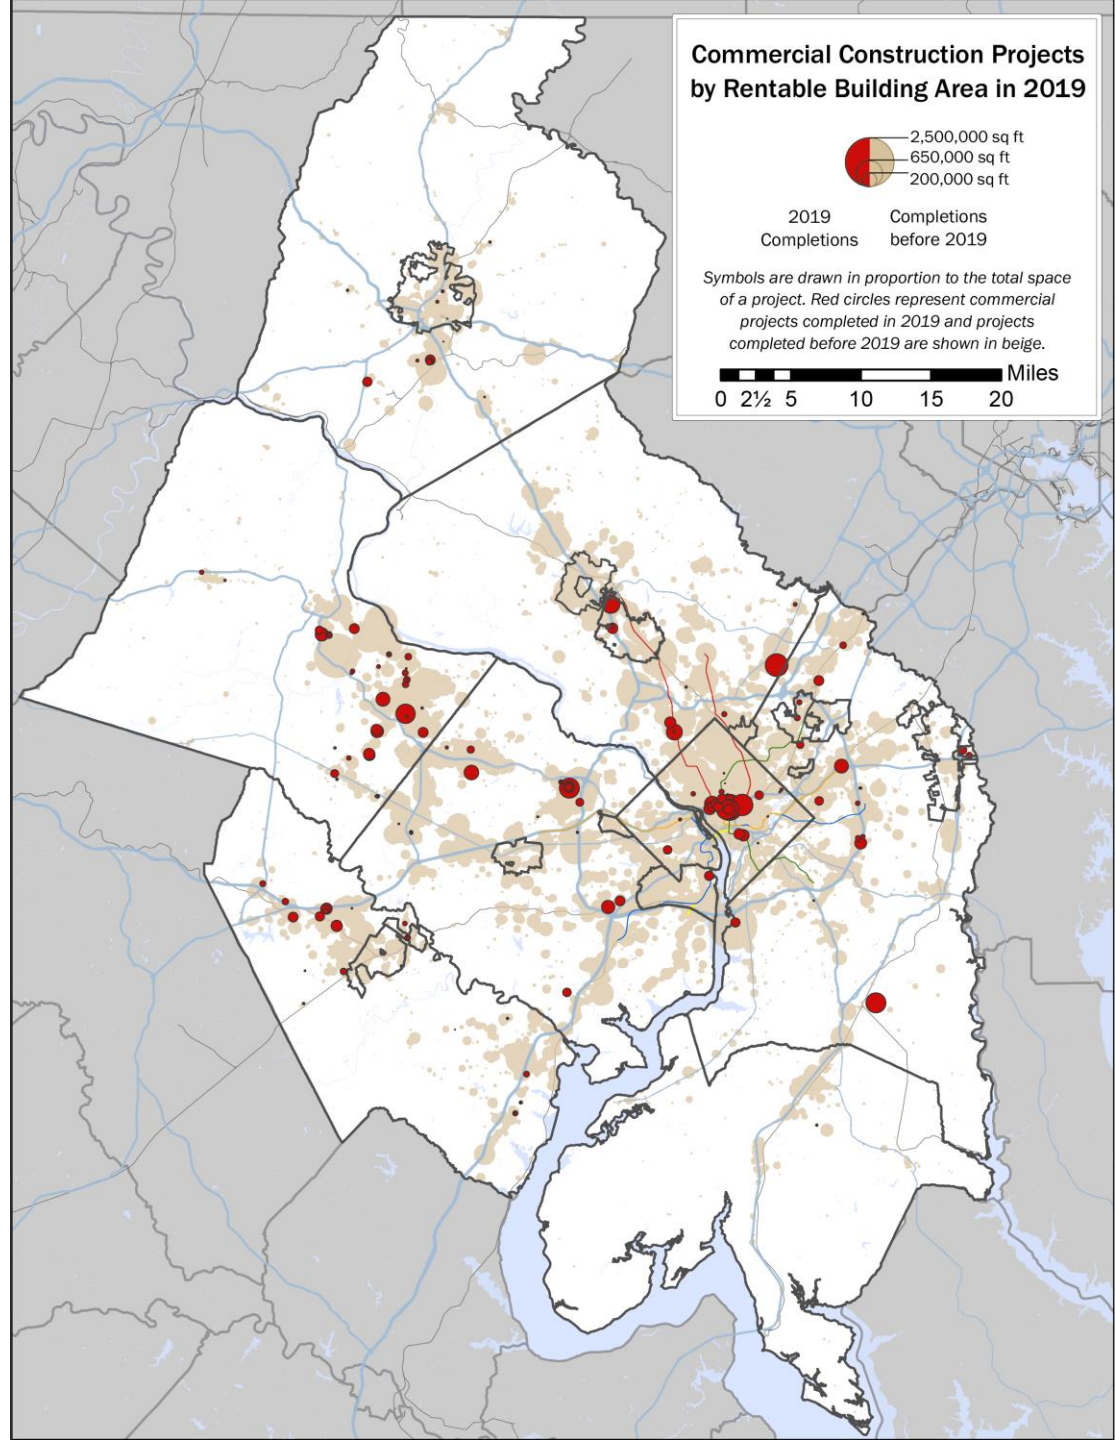 Commercial Construction Projects
by Rentable Building Area in 2019
2,500,000 sq ft
650,000 sq ft
200,000 sq ft
2019
Completions
Completions
before 2019
Symbols are drawn in proportion to the total space
of a project. Red circles represent commercial
projects completed in 2019 and projects
completed before 2019 are shown in beige.
Miles
0 2½ 5 10 15 20